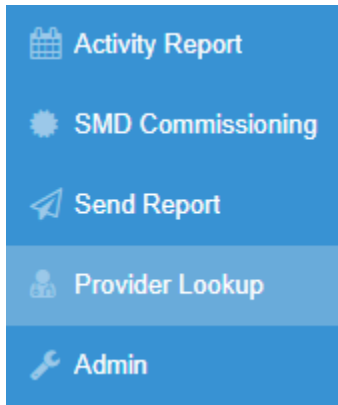 Activity Report
SMD Commissioning
Send Report
Provider Lookup
Admin